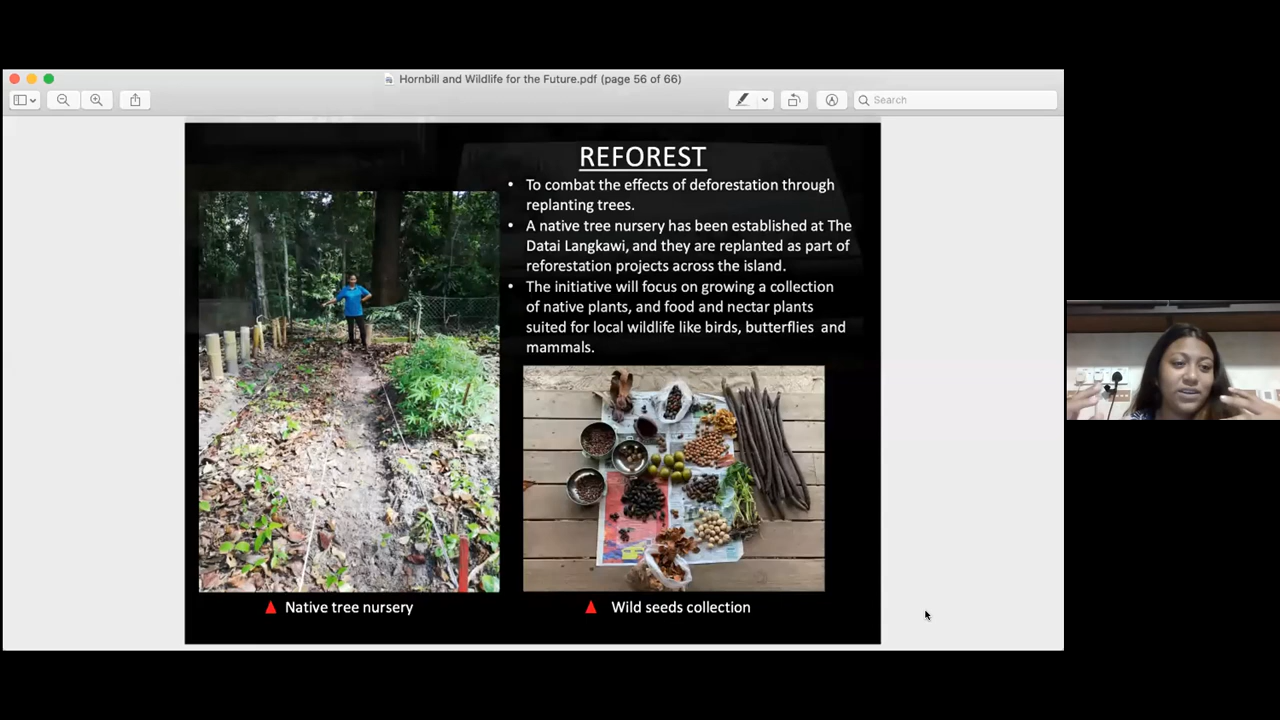 Hornbill and Wildlife for the Future.pdf (page 56 of 66)
Search
REFOREST
• To combat the effects of deforestation through
replanting trees.
• A native tree nursery has been established at The
Datai Langkawi, and they are replanted as part of
reforestation projects across the island.
• The initiative will focus on growing a collection
of native plants, and food and nectar plants
suited for local wildlife like birds, butterflies and
mammals.
Native tree nursery
Wild seeds collection